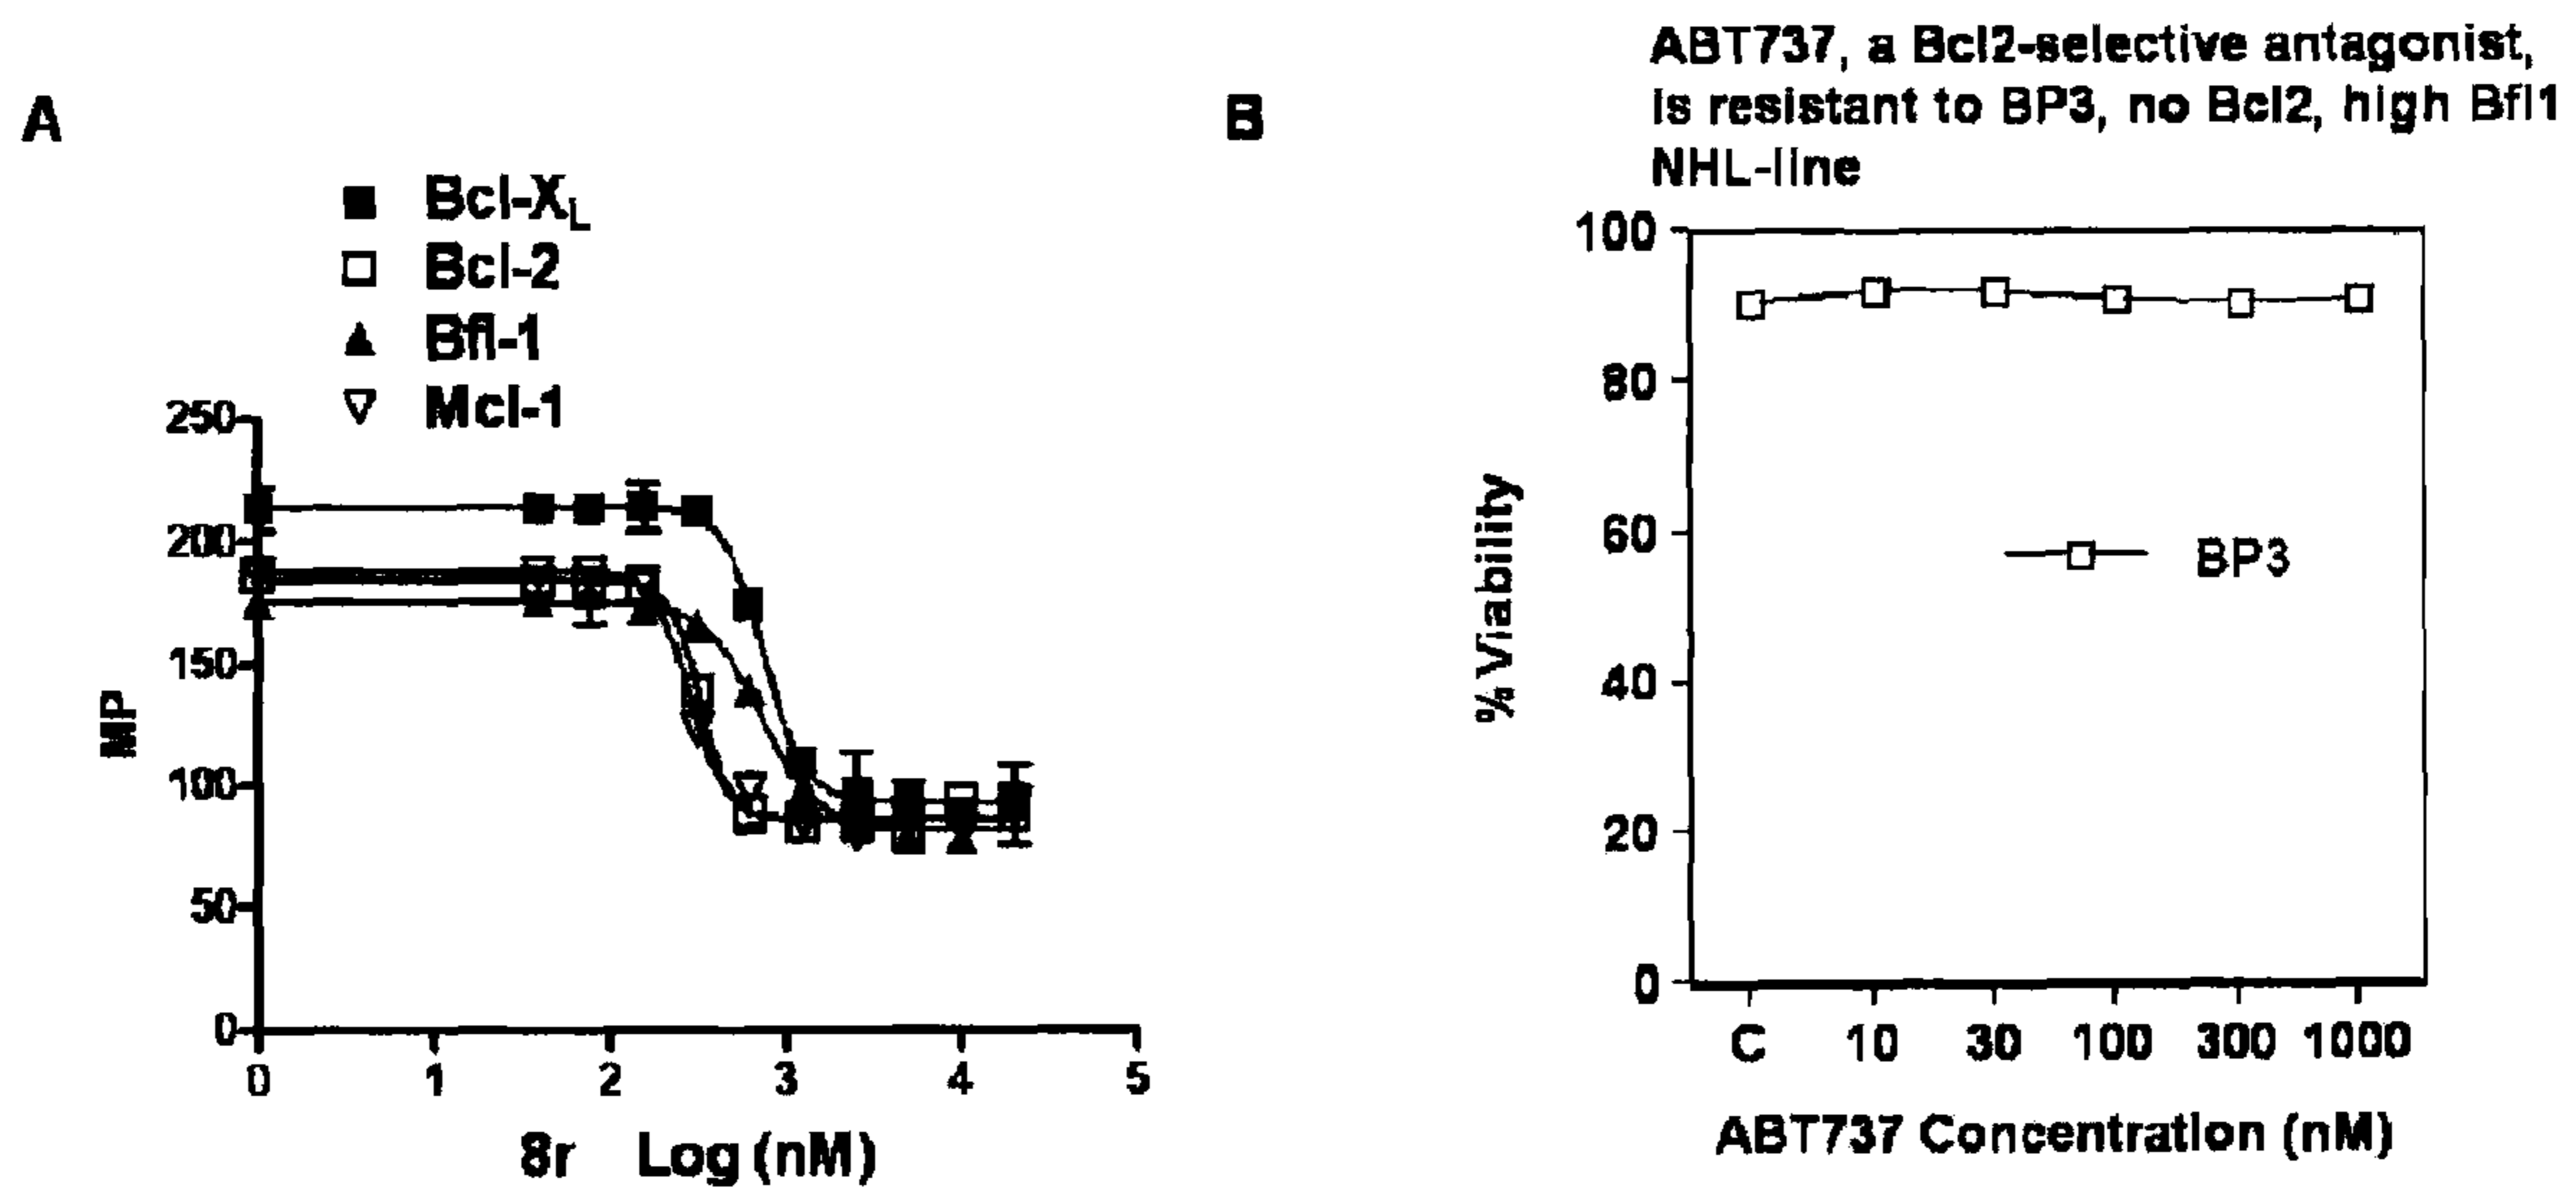 A
Bcl-XL
Bcl-2
Bfl-1
Mcl-1
250
200
150
100
50
0
MP
0 1 2 3 4 5
8r Log (nM)
B
ABT737, a Bcl2-selective antagonist,
is resistant to BP3, no Bcl2, high Bfl1
NHL-line
100
80
60
40
20
0
% Viability
BP3
C 10 30 100 300 1000
ABT737 Concentration (nM)